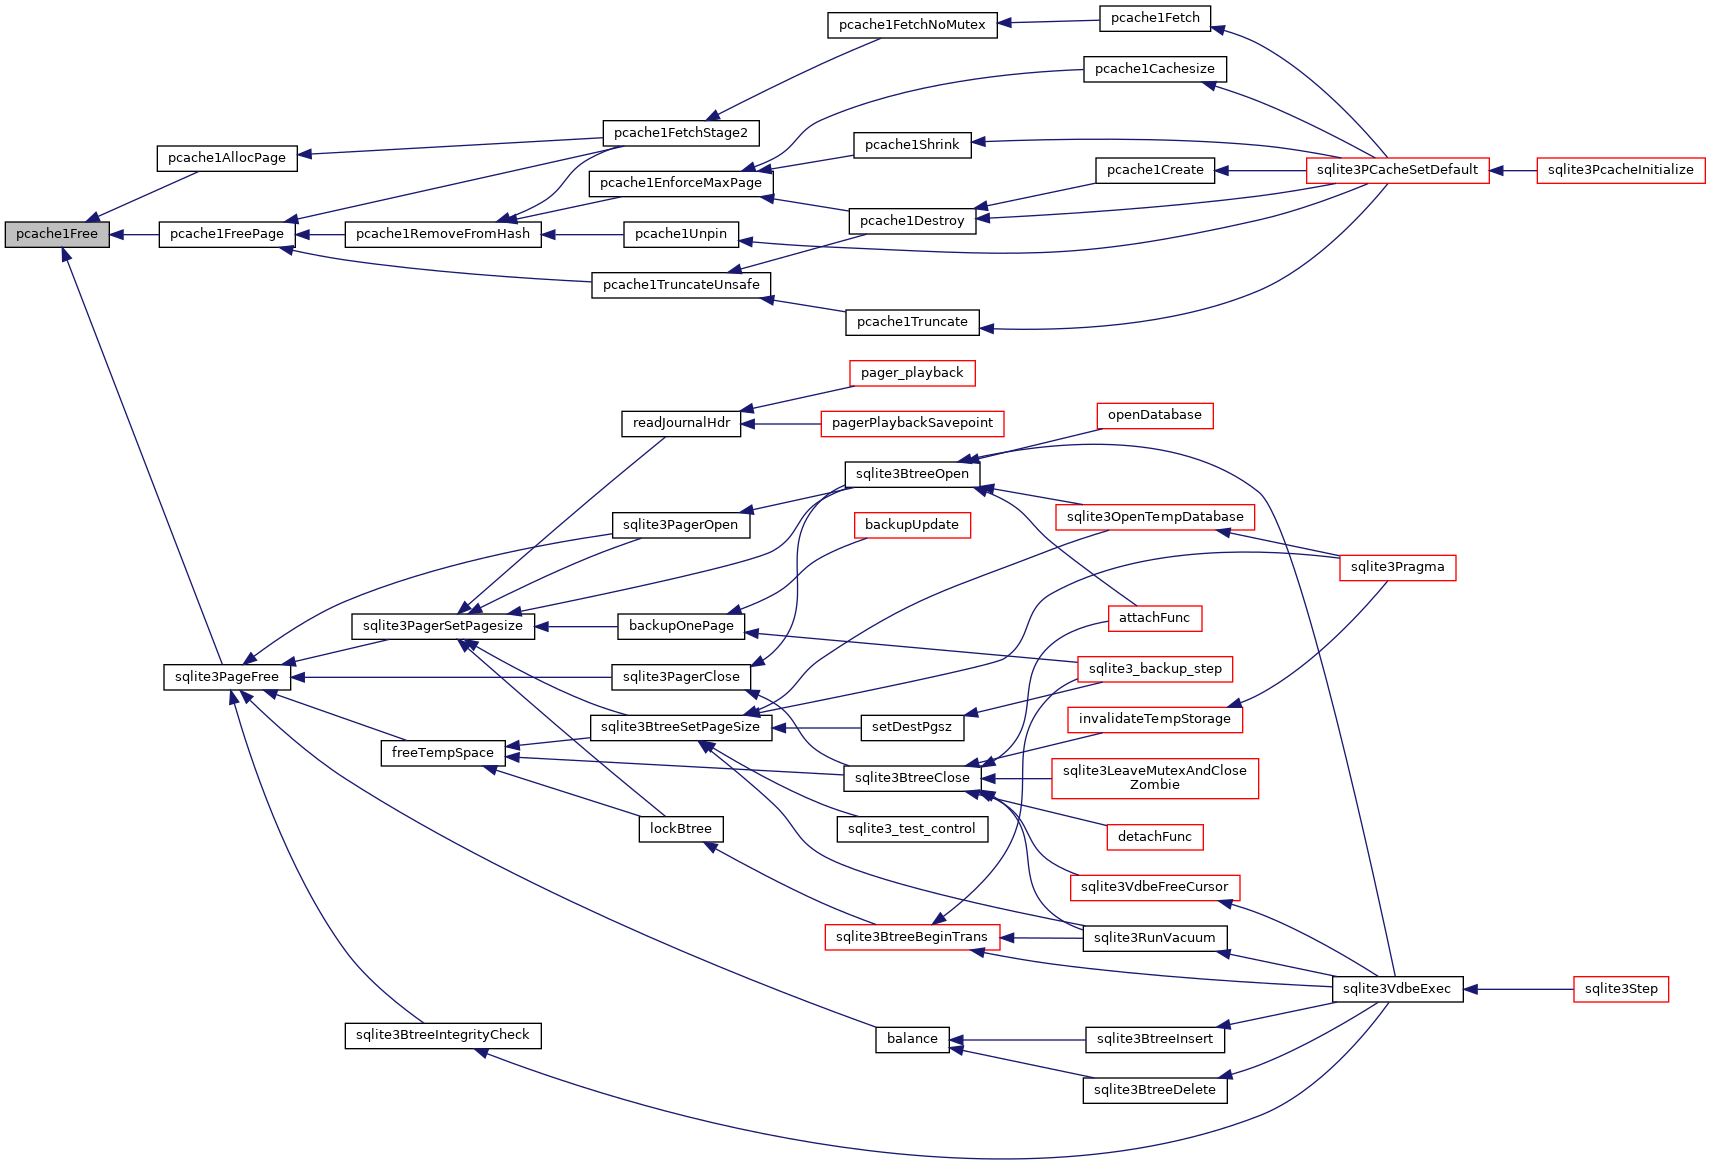 pcache1FetchNoMutex
pcache1Fetch
pcache1Cachesize
pcache1FetchStage2
pcache1Shrink
pcache1AllocPage
pcache1Create
sqlite3PCacheSetDefault
sqlite3PcacheInitialize
pcache1EnforceMaxPage
pcache1Destroy
pcache1Free
pcache1FreePage
pcache1RemoveFromHash
pcache1Unpin
pcache1TruncateUnsafe
pcache1Truncate
pager_playback
openDatabase
readJournalHdr
pagerPlaybackSavepoint
sqlite3BtreeOpen
sqlite3OpenTempDatabase
sqlite3PagerOpen
backupUpdate
sqlite3Pragma
attachFunc
sqlite3PagerSetPagesize
backupOnePage
sqlite3_backup_step
sqlite3PageFree
sqlite3PagerClose
invalidateTempStorage
sqlite3BtreeSetPageSize
setDestPgsz
freeTempSpace
sqlite3BtreeClose
sqlite3LeaveMutexAndClose
Zombie
lockBtree
sqlite3_test_control
detachFunc
sqlite3VdbeFreeCursor
sqlite3BtreeBeginTrans
sqlite3RunVacuum
sqlite3VdbeExec
sqlite3Step
sqlite3BtreeIntegrityCheck
balance
sqlite3BtreeInsert
sqlite3BtreeDelete